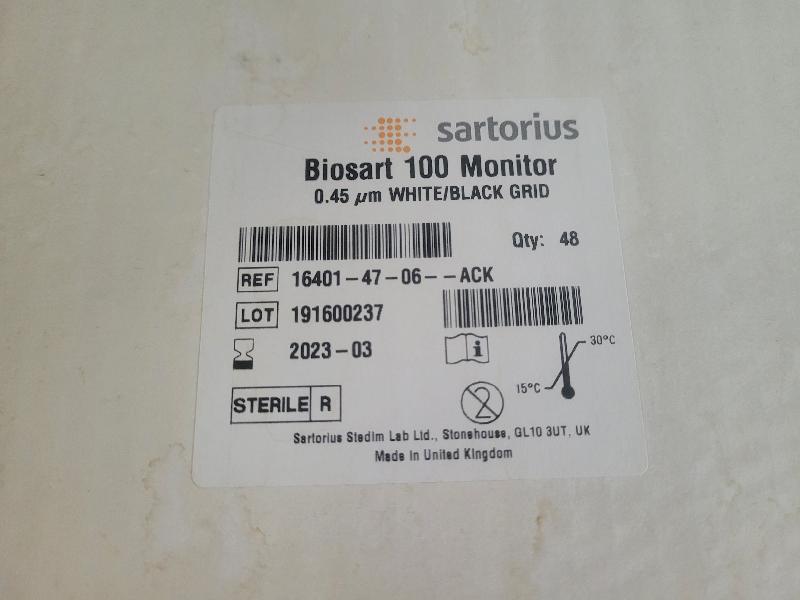 sartorius
Biosart 100 Monitor
0.45 µm WHITE/BLACK GRID
Qty: 48
REF 16401-47-06--ACK
LOT 191600237
2023-03
i
30°C
15°C
STERILE R
2
Sartorius Stedim Lab Ltd., Stonehouse, GL10 3UT, UK
Made in United Kingdom